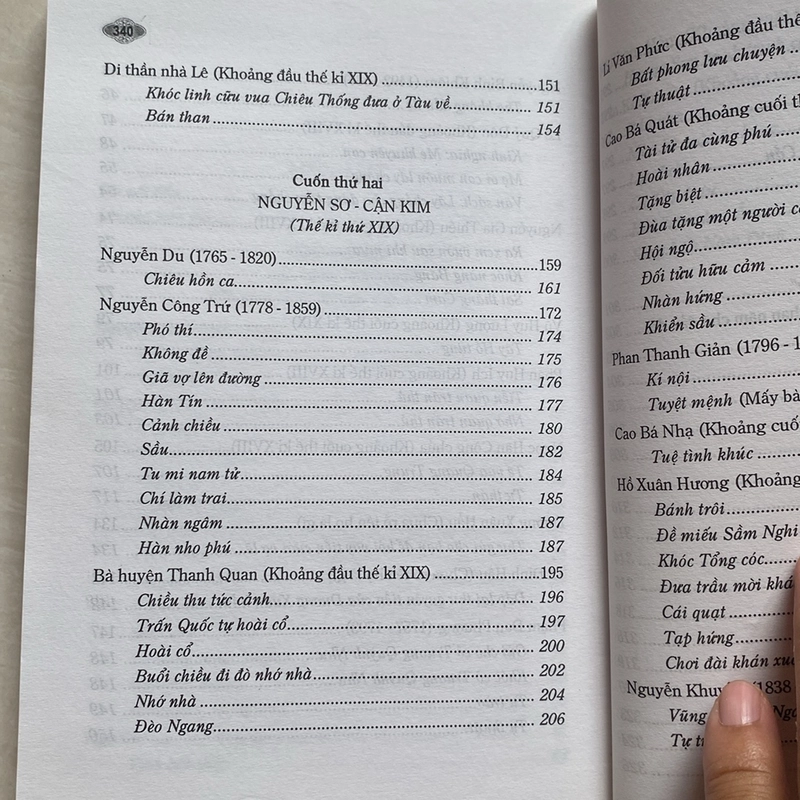 340
Di thần nhà Lê (Khoảng đầu thế kỉ XIX) 151
Khóc linh cữu vua Chiêu Thống đưa ở Tàu về 151
Bán than 154
Cuốn thứ hai
NGUYỄN SƠ - CẬN KIM
(Thế kỉ thứ XIX)
Nguyễn Du (1765 - 1820) 159
Chiêu hồn ca 161
Nguyễn Công Trứ (1778 - 1859) 172
Phó thí 174
Không đề 175
Giã vợ lên đường 176
Hàn Tín 177
Cảnh chiều 180
Sầu 182
Tu mi nam tử 184
Chí làm trai 185
Nhàn ngâm 187
Hàn nho phú 187
Bà huyện Thanh Quan (Khoảng đầu thế kỉ XIX) 195
Chiều thu tức cảnh 196
Trấn Quốc tự hoài cổ 197
Hoài cổ 200
Buổi chiều đi đò nhớ nhà 202
Nhớ nhà 204
Đèo Ngang 206
Lí Văn Phức (Khoảng đầu thế
Bất phong lưu chuyện
Tự thuật
Cao Bá Quát (Khoảng cuối
Tài tử đa cùng phú
Hoài nhân
Tặng biệt
Đùa tặng một người
Hội ngộ
Đối tửu hữu cảm
Nhàn hứng
Khiển sầu
Phan Thanh Giản (1796 -
Kí nội
Tuyệt mệnh (Mấy
Cao Bá Nhạ (Khoảng
Tuệ tình khúc
Hồ Xuân Hương (Khoảng
Bánh trôi
Đề miếu Sầm Nghi
Khóc Tổng cóc
Đưa trầu mời
Cái quạt
Tạp hứng
Chơi đài khán
Nguyễn (1838
Vũng
Tự